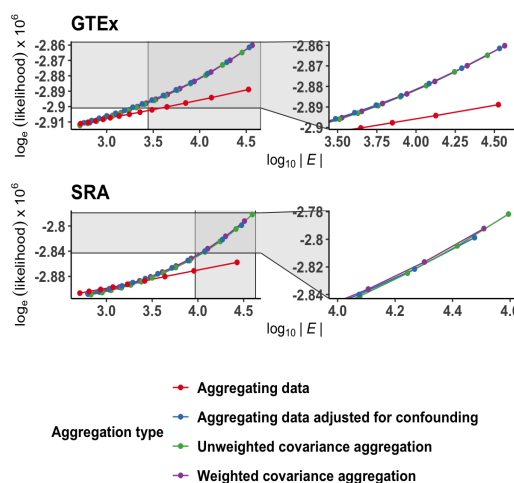 GTEx
-2.86
-2.87
-2.88
-2.89
-2.9
-2.91
3.0 3.5 4.0 4.5
-2.86
-2.87
-2.88
-2.89
-2.9
3.50 3.75 4.00 4.25 4.50
log10 | E |
loge (likelihood) x 10^6
SRA
-2.8
-2.84
-2.88
3.0 3.5 4.0 4.5
-2.78
-2.8
-2.82
-2.84
4.0 4.2 4.4 4.6
log10 | E |
loge (likelihood) x 10^6
Aggregation type
Aggregating data
Aggregating data adjusted for confounding
Unweighted covariance aggregation
Weighted covariance aggregation